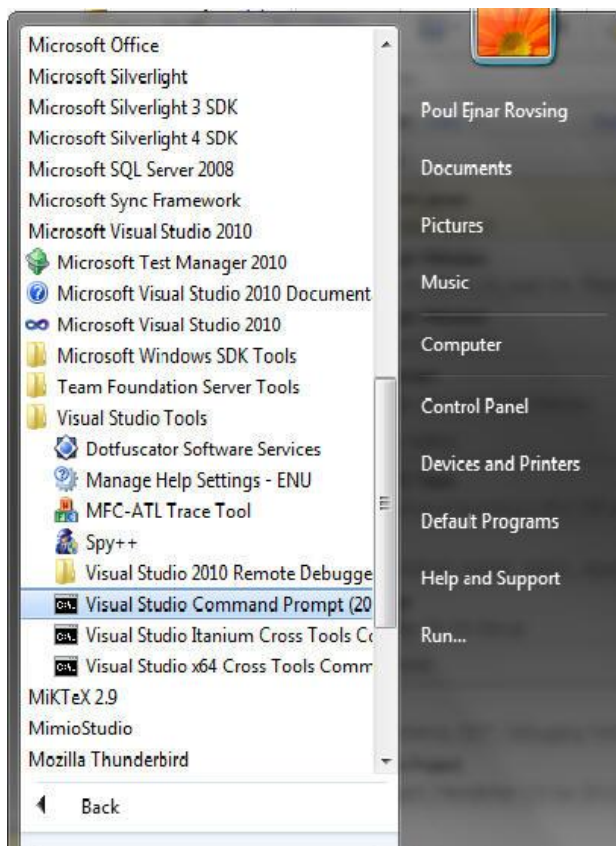 Microsoft Office
Microsoft Silverlight
Microsoft Silverlight 3 SDK
Microsoft Silverlight 4 SDK
Microsoft SQL Server 2008
Microsoft Sync Framework
Microsoft Visual Studio 2010
Microsoft Test Manager 2010
Microsoft Visual Studio 2010 Document
Microsoft Visual Studio 2010
Microsoft Windows SDK Tools
Team Foundation Server Tools
Visual Studio Tools
Dotfuscator Software Services
Manage Help Settings - ENU
MFC-ATL Trace Tool
Spy++
Visual Studio 2010 Remote Debugge
Visual Studio Command Prompt (20
Visual Studio Itanium Cross Tools Co
Visual Studio x64 Cross Tools Comm
MiKTeX 2.9
MimioStudio
Mozilla Thunderbird
Back
Poul Ejnar Rovsing
Documents
Pictures
Music
Computer
Control Panel
Devices and Printers
Default Programs
Help and Support
Run...